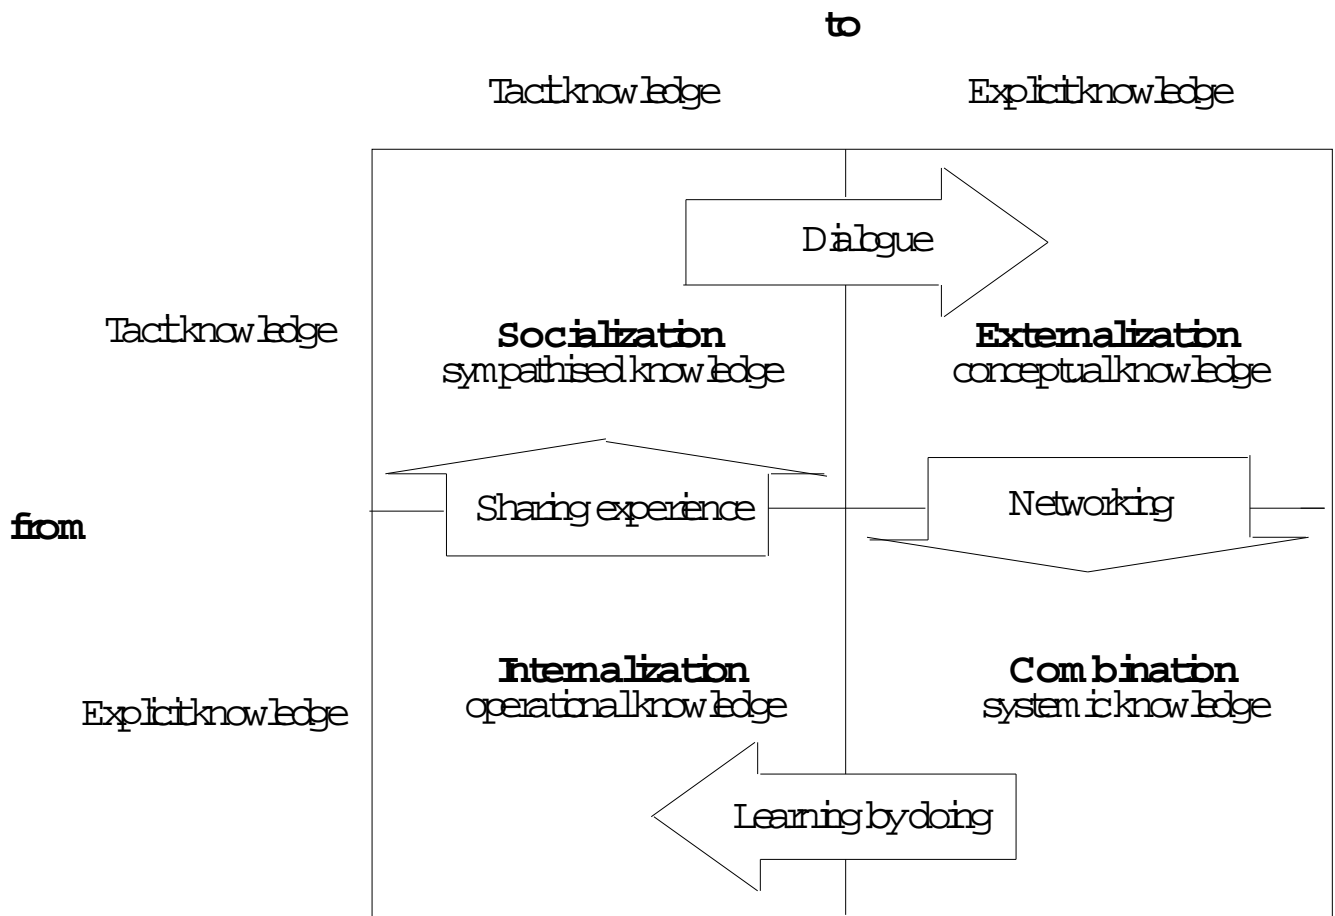 to
Tacit knowledge Explicit knowledge
Dialogue
Tacit knowledge Socialization Externalization
sympathised knowledge conceptual knowledge
Sharing experience Networking
from
Internalization Combination
Explicit knowledge operational knowledge systemic knowledge
Learning by doing